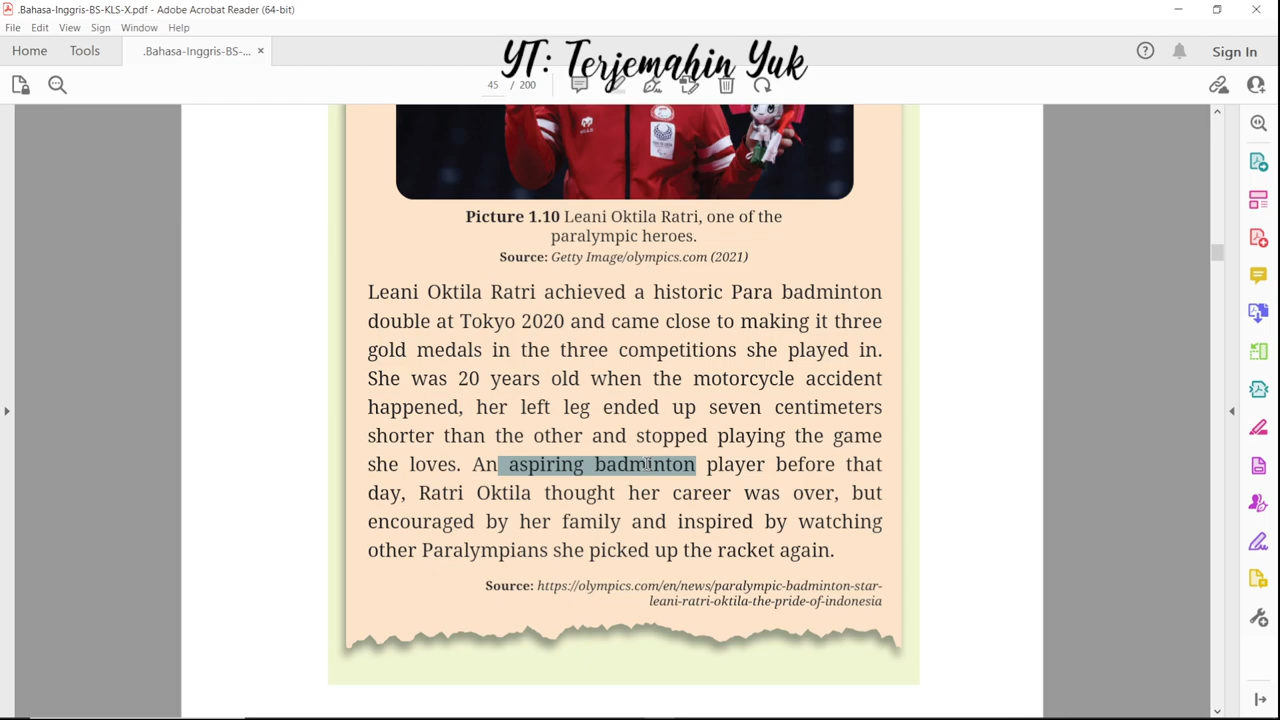 .Bahasa-Inggris-BS-KLS-X.pdf - Adobe Acrobat Reader (64-bit)
File Edit View Sign Window Help
Home Tools .Bahasa-Inggris-BS-... × Sign In
YT: Terjemahin Yuk
45 / 200
Picture 1.10 Leani Oktila Ratri, one of the
paralympic heroes.
Source: Getty Image/olympics.com (2021)
Leani Oktila Ratri achieved a historic Para badminton
double at Tokyo 2020 and came close to making it three
gold medals in the three competitions she played in.
She was 20 years old when the motorcycle accident
happened, her left leg ended up seven centimeters
shorter than the other and stopped playing the game
she loves. An aspiring badminton player before that
day, Ratri Oktila thought her career was over, but
encouraged by her family and inspired by watching
other Paralympians she picked up the racket again.
Source: https://olympics.com/en/news/paralympic-badminton-star-
leani-ratri-oktila-the-pride-of-indonesia